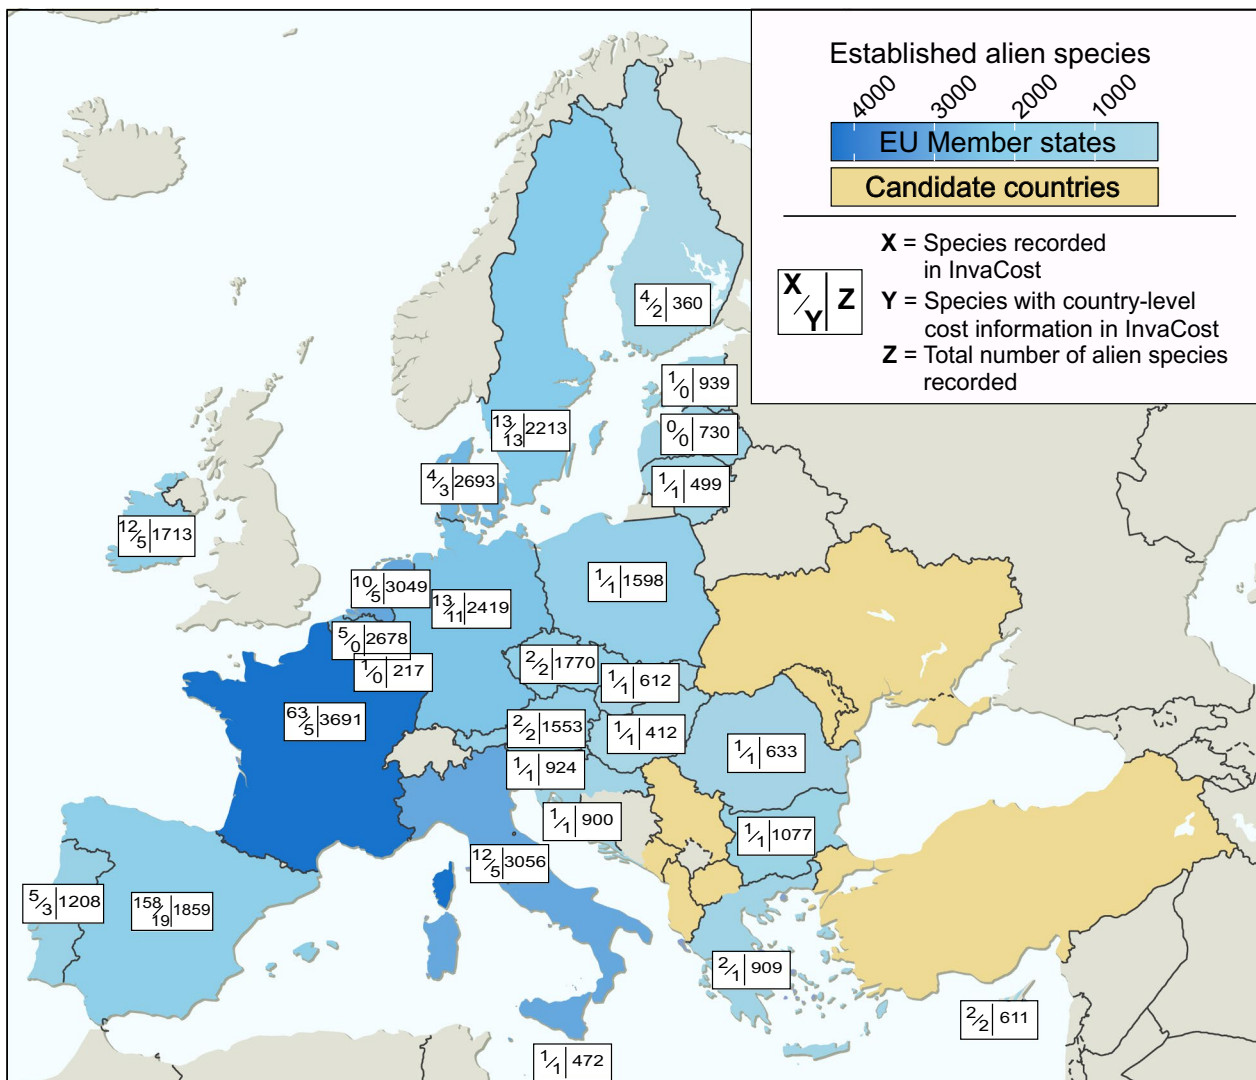 Established alien species
4000 3000 2000 1000
EU Member states
Candidate countries
X = Species recorded
in InvaCost
X/Y|Z
Y = Species with country-level
cost information in InvaCost
Z = Total number of alien species
recorded
4/2|360
1/0|939
13/13|2213
0/0|730
4/3|2693
1/1|499
12/5|1713
10/5|3049
1/1|1598
13/11|2419
5/0|2678
2/2|1770
1/0|217
1/1|612
63/5|3691
2/2|1553
1/1|412
1/1|633
1/1|924
1/1|900
1/1|1077
12/5|3056
5/3|1208
158/19|1859
2/1|909
2/2|611
1/1|472